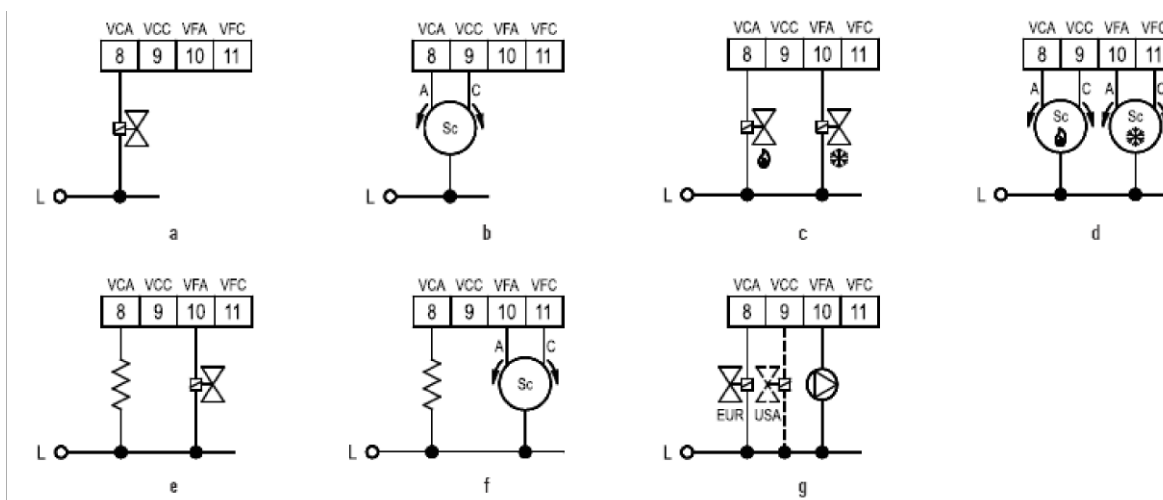 VCA VCC VFA VFC
8 9 10 11
L
a
VCA VCC VFA VFC
8 9 10 11
A C
Sc
L
b
VCA VCC VFA VFC
8 9 10 11
L
c
VCA VCC VFA VFC
8 9 10 11
A C A C
Sc Sc
L
d
VCA VCC VFA VFC
8 9 10 11
L
e
VCA VCC VFA VFC
8 9 10 11
A C
Sc
L
f
VCA VCC VFA VFC
8 9 10 11
EUR USA
L
g